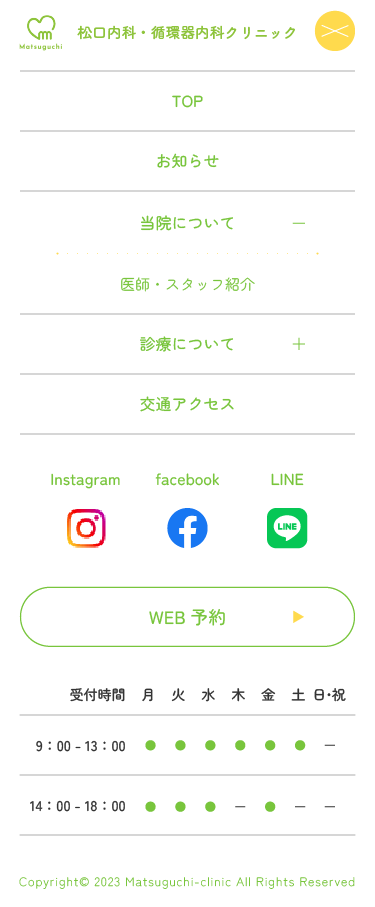 Matsuguchi
松口内科・循環器内科クリニック
TOP
お知らせ
当院について
医師・スタッフ紹介
診療について
交通アクセス
Instagram facebook LINE
LINE
WEB 予約
受付時間 月 火 水 木 金 土 日・祝
9：00 - 13：00 ● ● ● ● ● ● －
14：00 - 18：00 ● ● ● － ● － －
Copyright© 2023 Matsuguchi-clinic All Rights Reserved